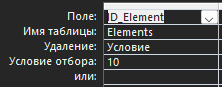 Поле: ID_Element
Имя таблицы: Elements
Удаление: Условие
Условие отбора: 10
или: